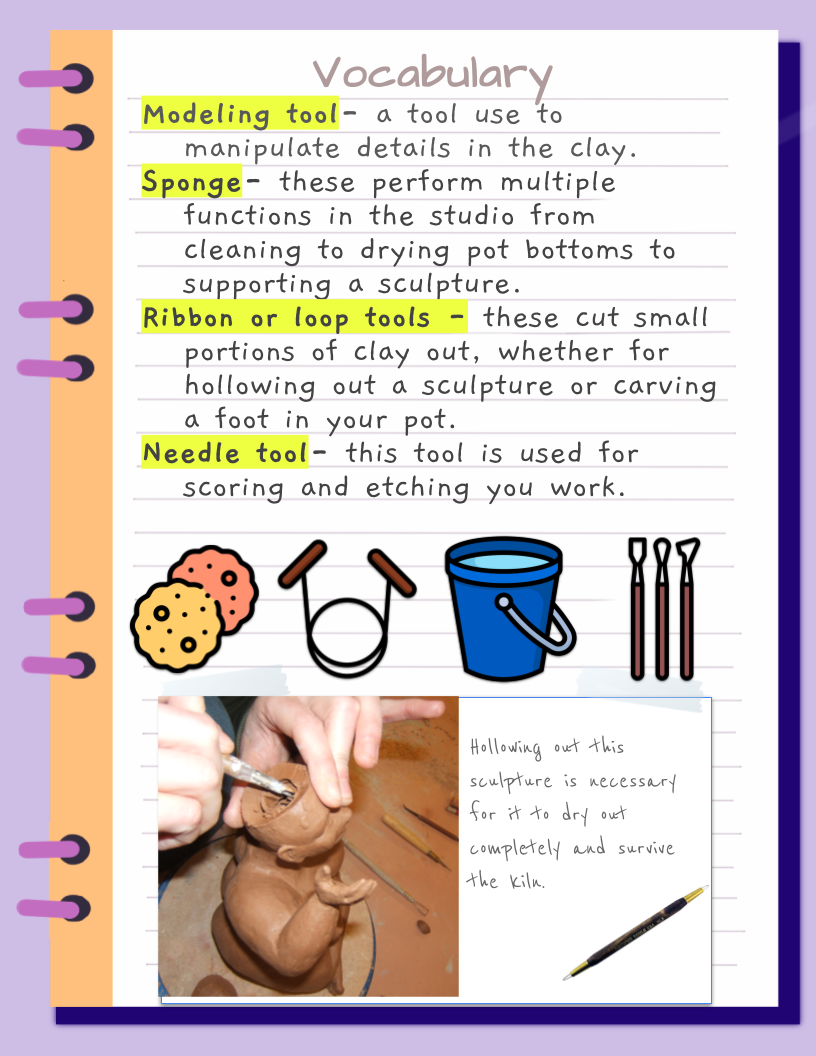 Vocabulary
Modeling tool- a tool use to
manipulate details in the clay.
Sponge- these perform multiple
functions in the studio from
cleaning to drying pot bottoms to
supporting a sculpture.
Ribbon or loop tools - these cut small
portions of clay out, whether for
hollowing out a sculpture or carving
a foot in your pot.
Needle tool- this tool is used for
scoring and etching you work.
Hollowing out this
sculpture is necessary
for it to dry out
completely and survive
the kiln.